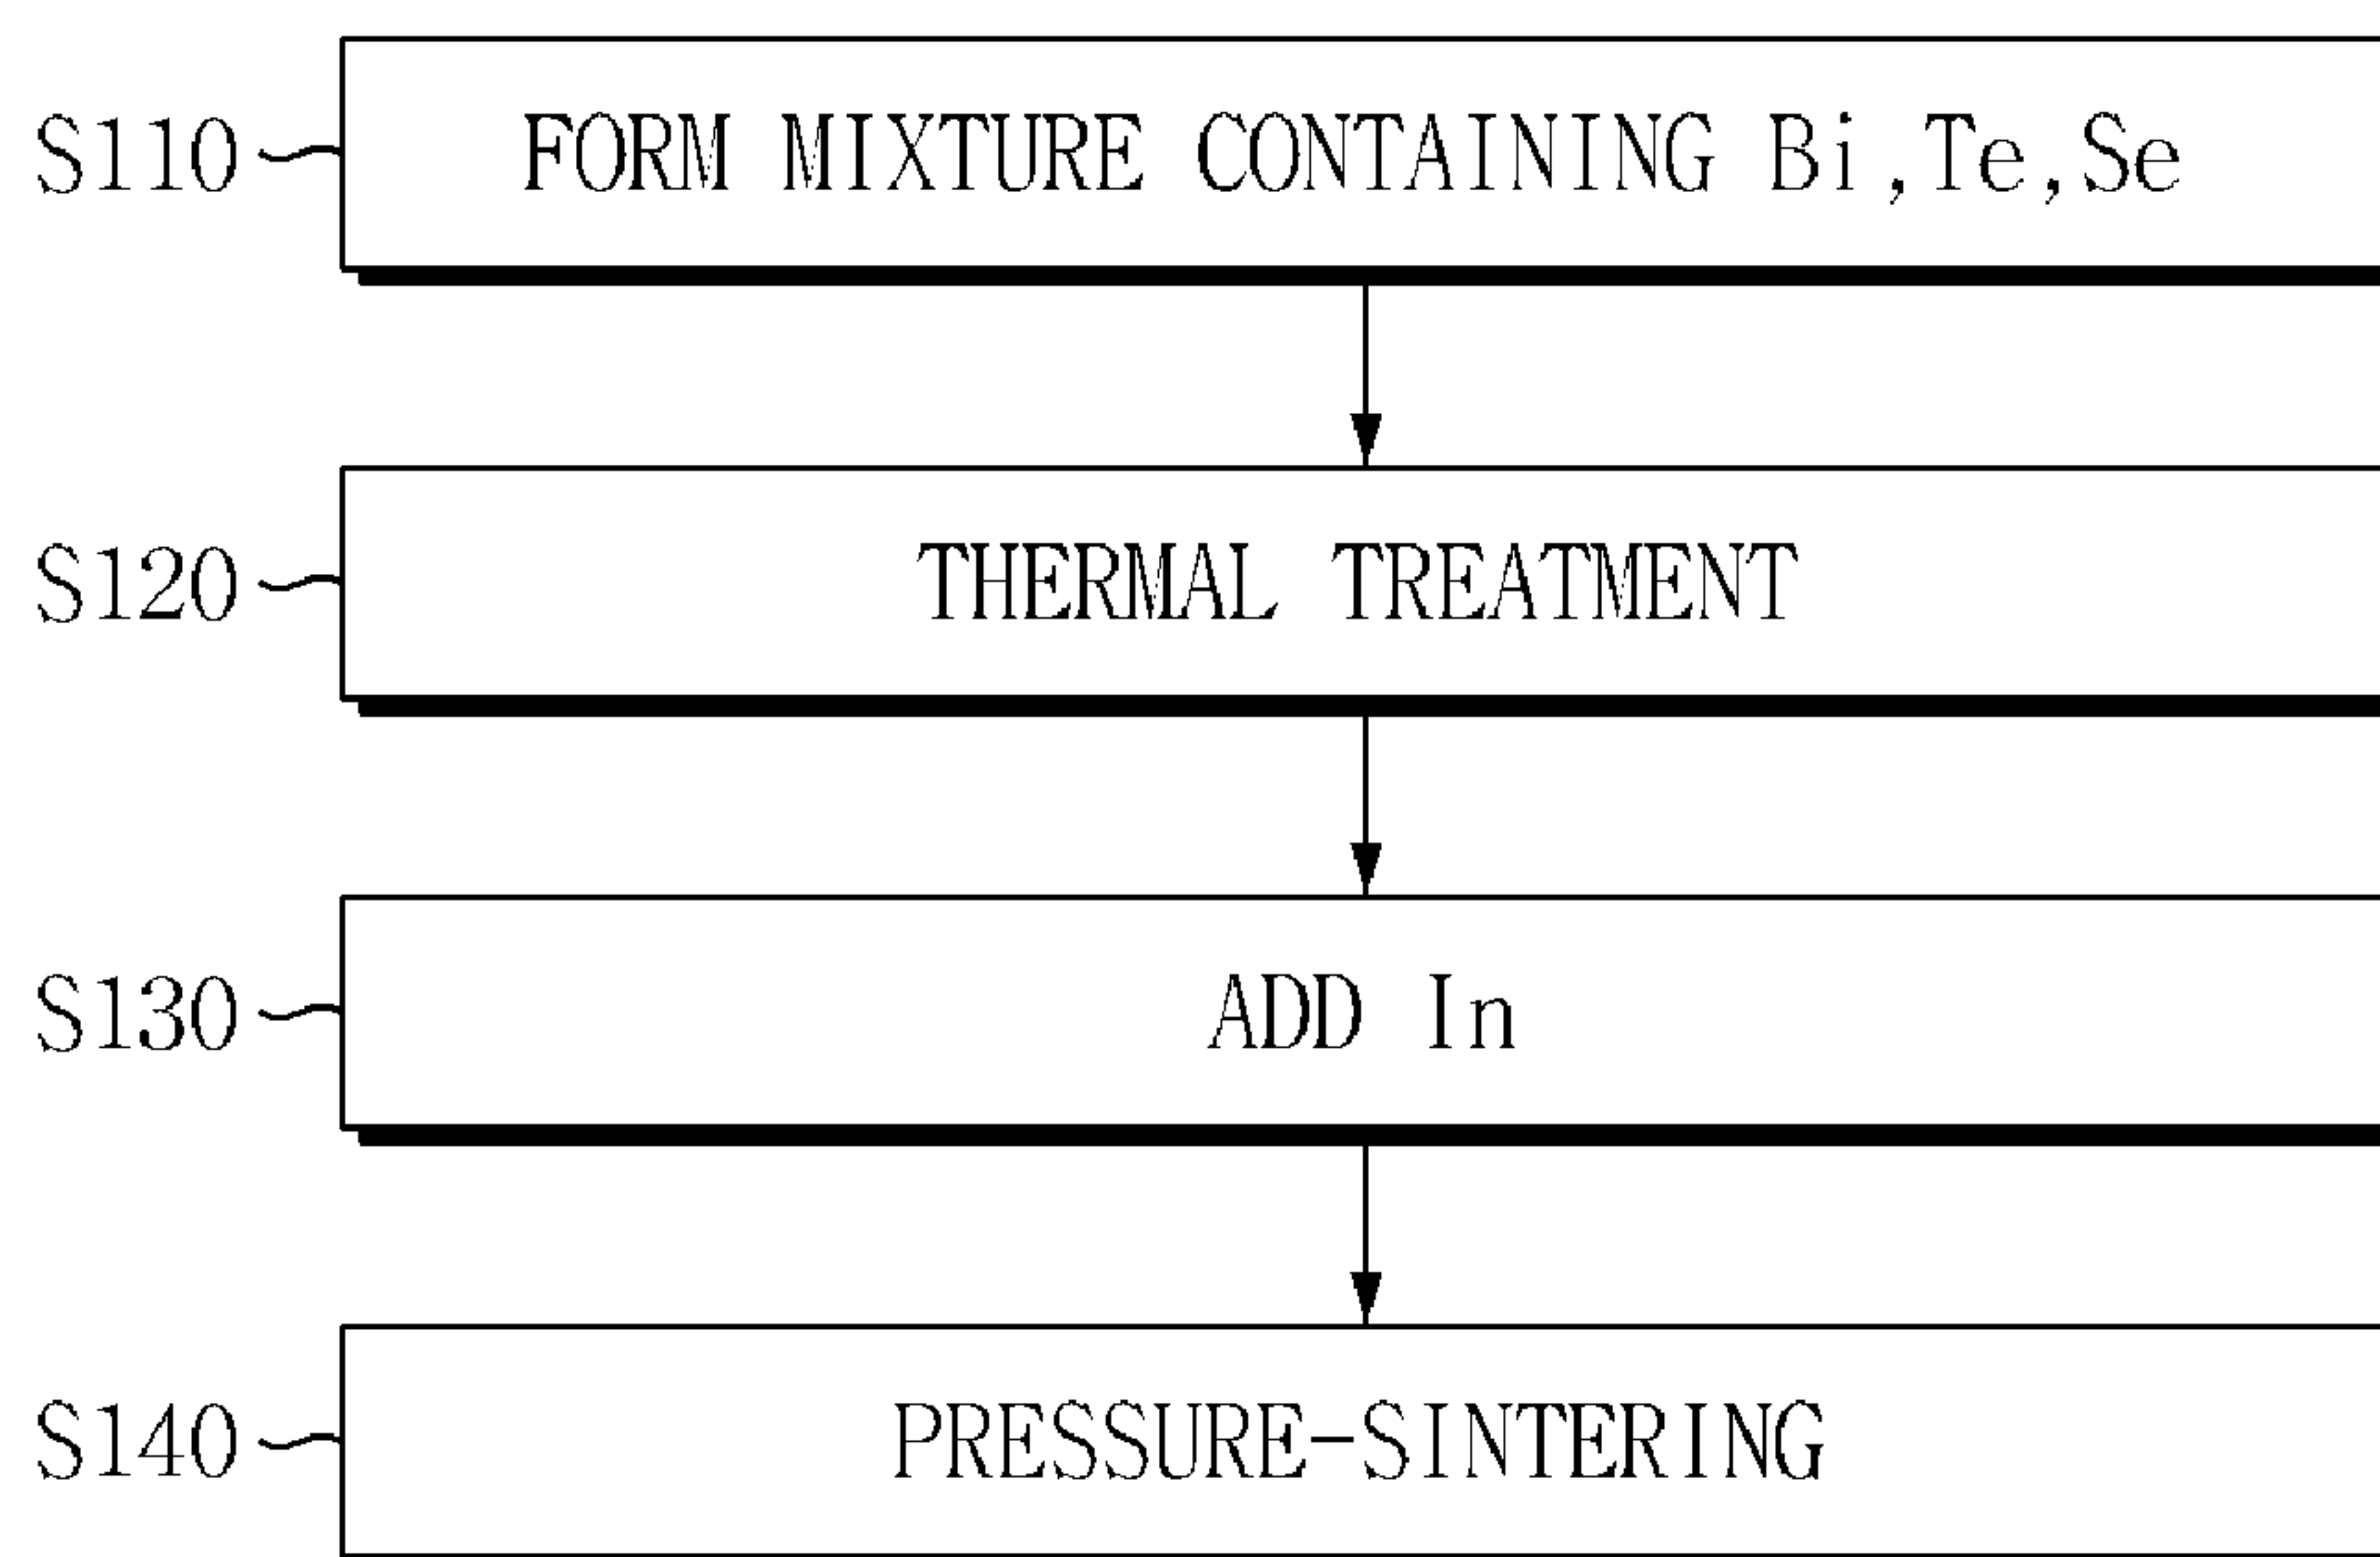 S110 FORM MIXTURE CONTAINING Bi,Te,Se
S120 THERMAL TREATMENT
S130 ADD In
S140 PRESSURE-SINTERING